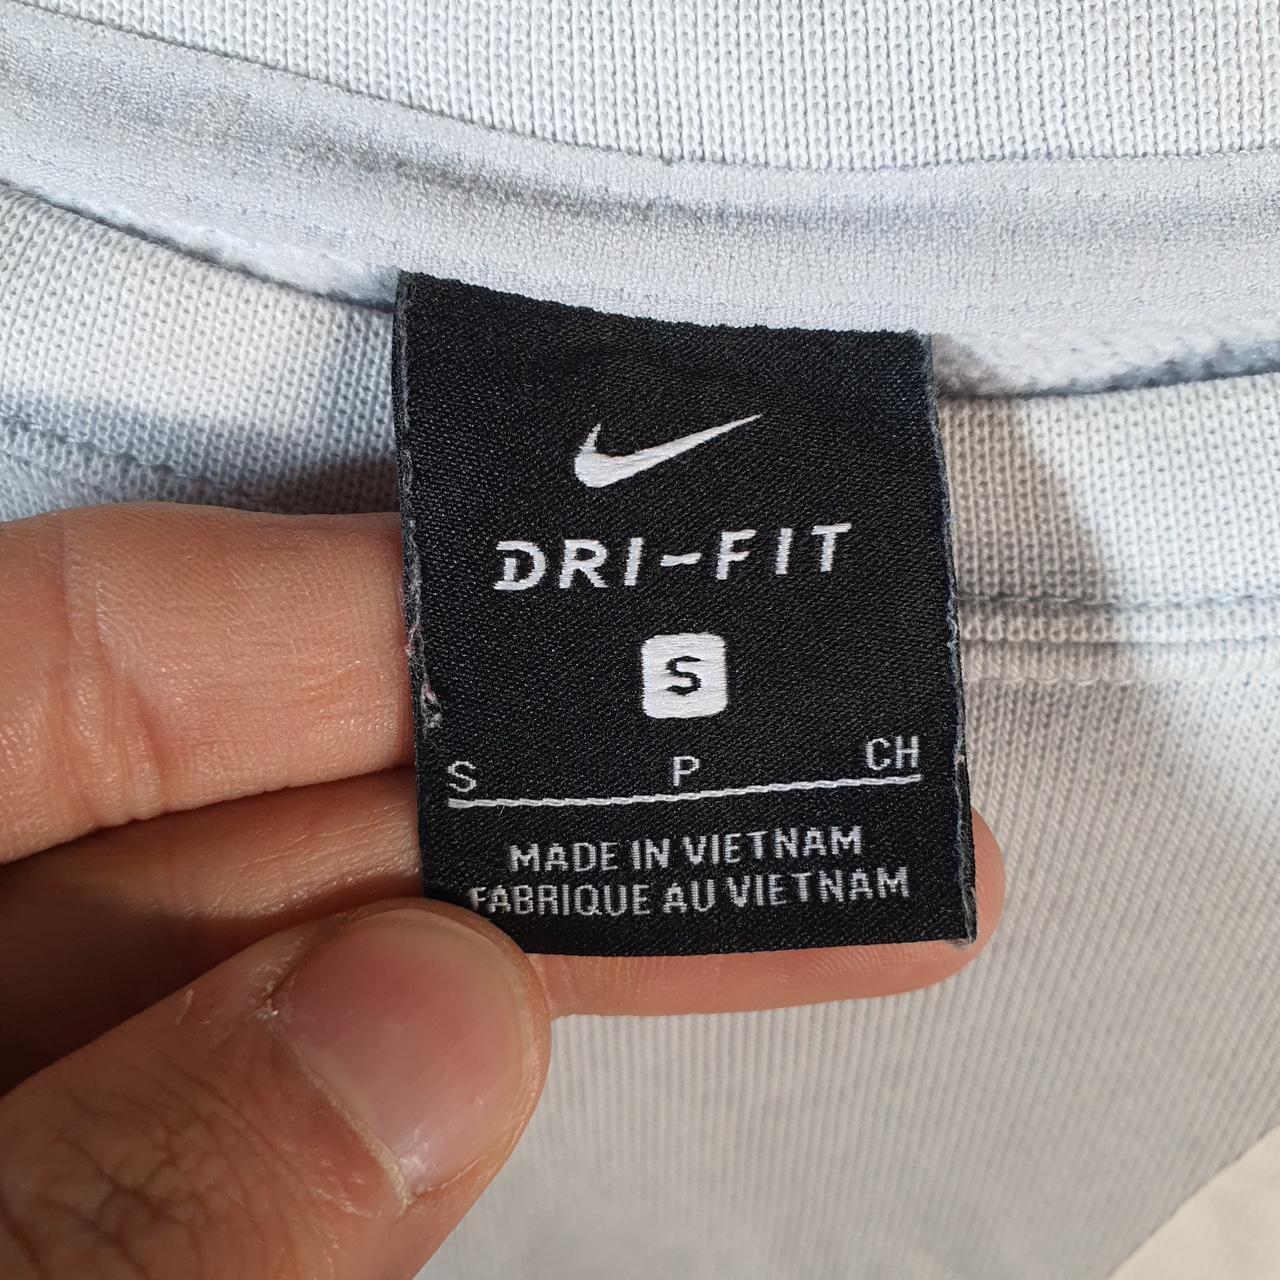 DRI-FIT
S
S P CH
MADE IN VIETNAM
FABRIQUE AU VIETNAM